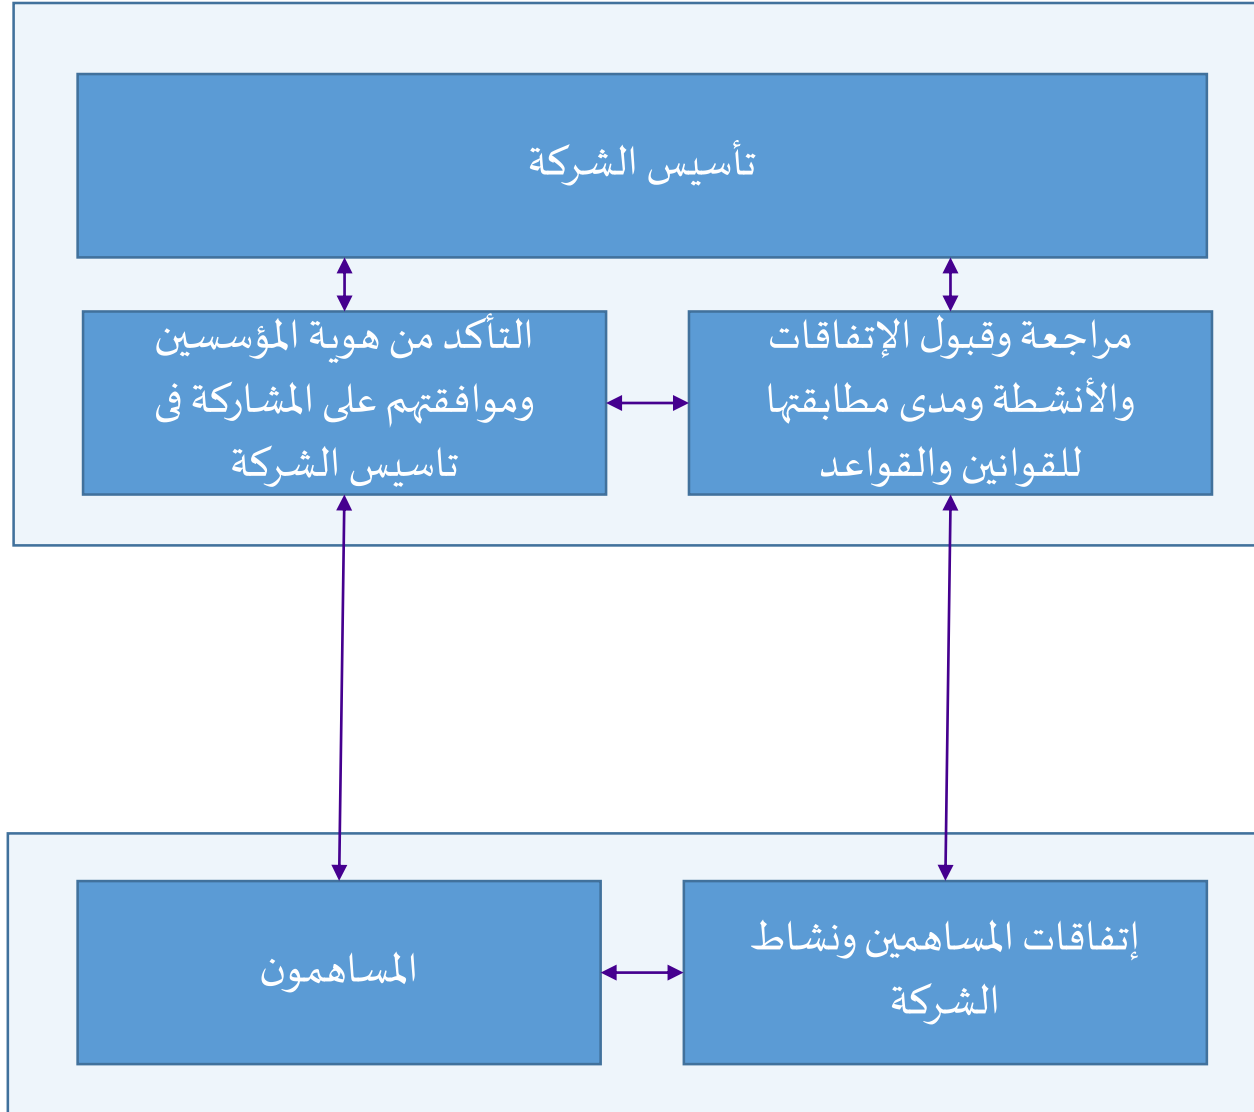 تأسيس الشركة
مراجعة وقبول الإتفاقات
والأنشطة ومدى مطابقتها
للقوانين والقواعد
التأكد من هوية المؤسسين
وموافقتهم على المشاركة فى
تاسيس الشركة
إتفاقات المساهمين ونشاط
الشركة
المساهمون